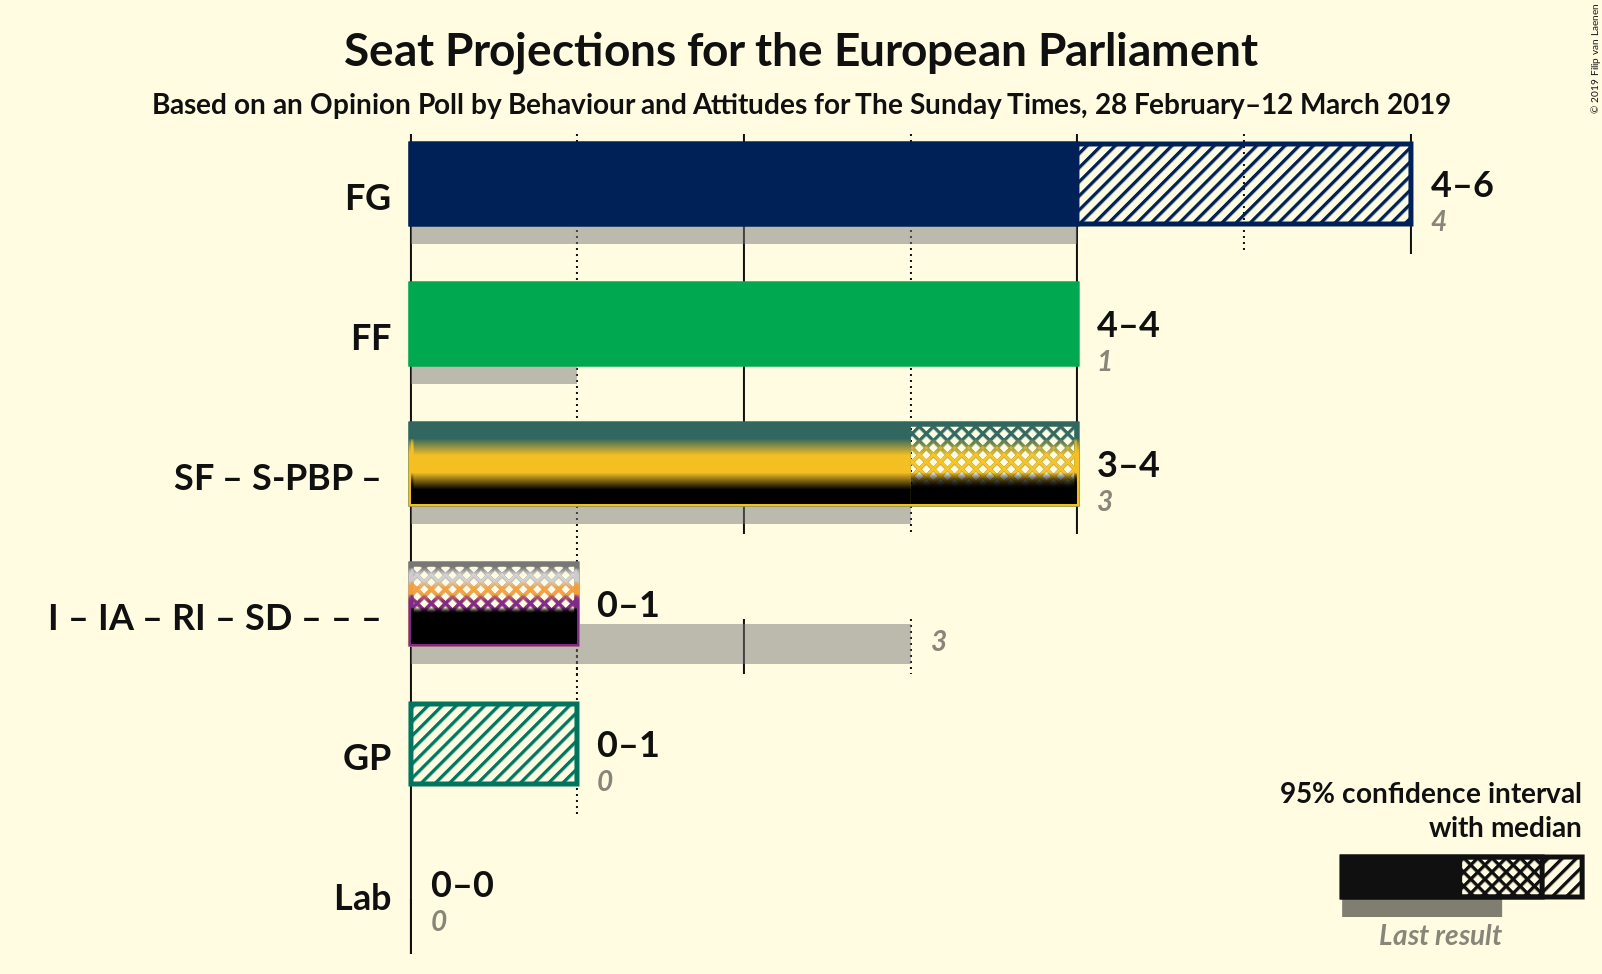 Seat Projections for the European Parliament
Based on an Opinion Poll by Behaviour and Attitudes for The Sunday Times, 28 February–12 March 2019
© 2019 Filip van Laenen
FG
4–6
4
FF
4–4
1
SF – S-PBP –
3–4
3
I – IA – RI – SD – – –
0–1
3
GP
0–1
0
Lab
0–0
0
95% confidence interval
with median
Last result